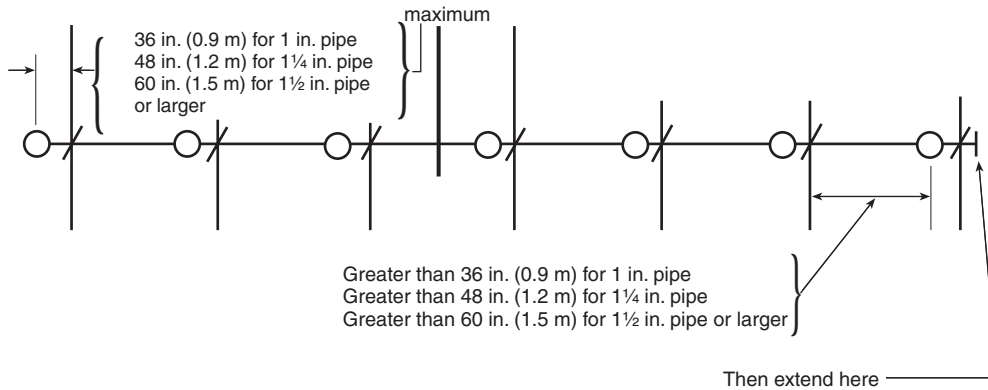 maximum
36 in. (0.9 m) for 1 in. pipe
48 in. (1.2 m) for 1¼ in. pipe
60 in. (1.5 m) for 1½ in. pipe
or larger
Greater than 36 in. (0.9 m) for 1 in. pipe
Greater than 48 in. (1.2 m) for 1¼ in. pipe
Greater than 60 in. (1.5 m) for 1½ in. pipe or larger
Then extend here